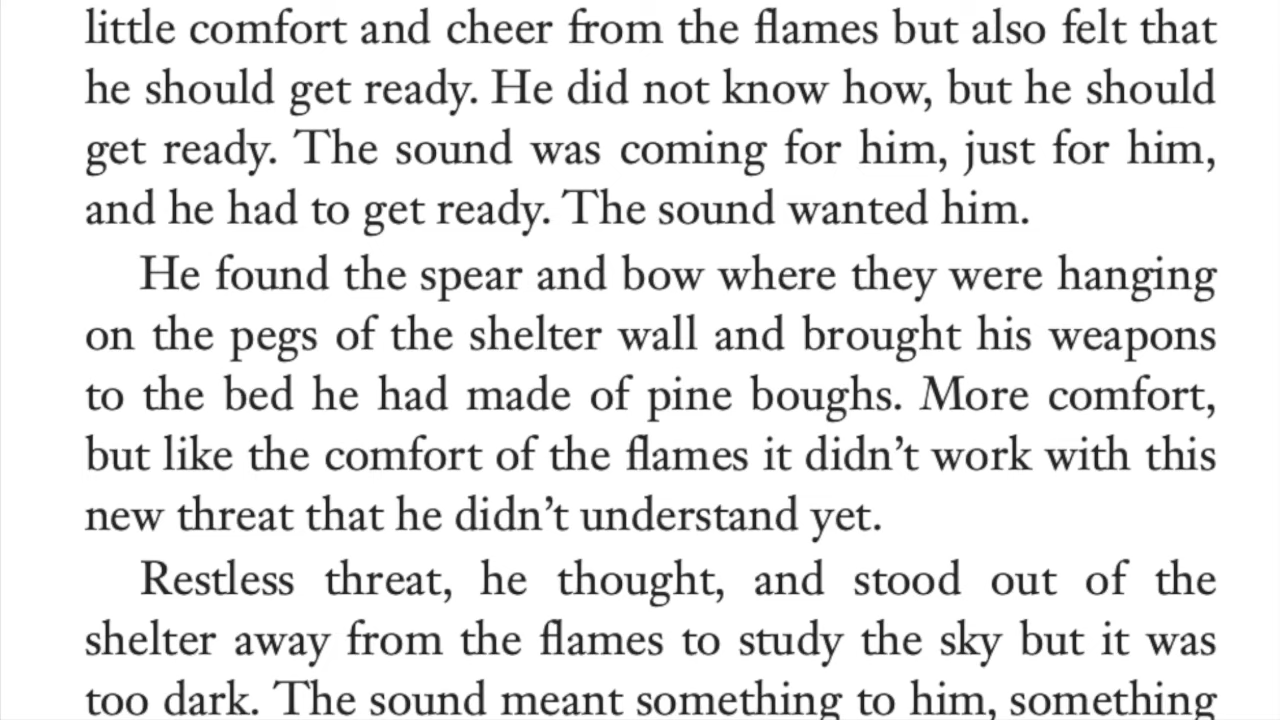 little comfort and cheer from the flames but also felt that
he should get ready. He did not know how, but he should
get ready. The sound was coming for him, just for him,
and he had to get ready. The sound wanted him.
He found the spear and bow where they were hanging
on the pegs of the shelter wall and brought his weapons
to the bed he had made of pine boughs. More comfort,
but like the comfort of the flames it didn’t work with this
new threat that he didn’t understand yet.
Restless threat, he thought, and stood out of the
shelter away from the flames to study the sky but it was
too dark. The sound meant something to him, something